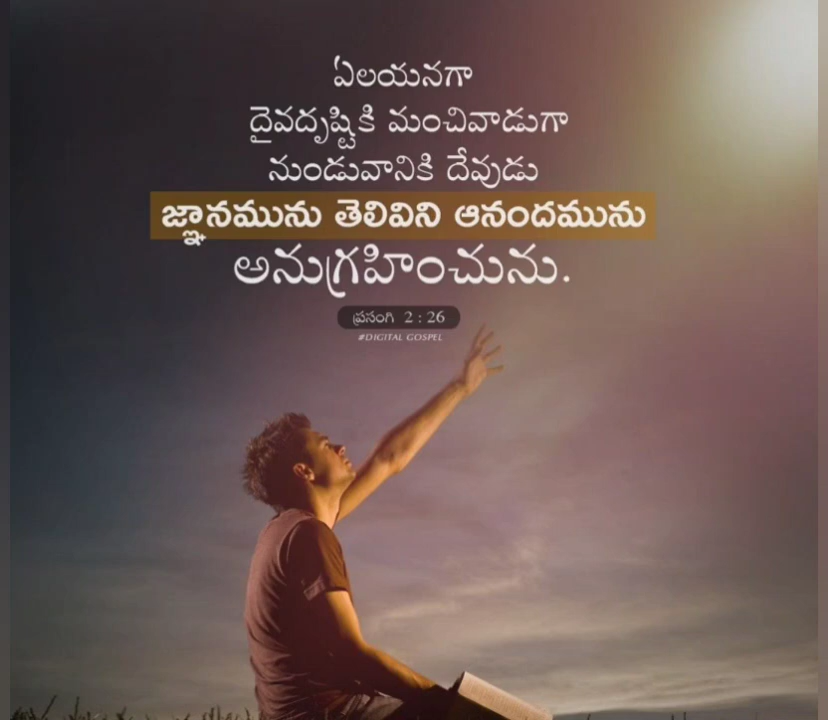 ఏలయనగా
దైవదృష్టికి మంచివాడుగా
నుండువానికి దేవుడు
జ్ఞానమును తెలివిని ఆనందమును
అనుగ్రహించును.
ప్రసంగి 2 : 26
#DIGITAL GOSPEL